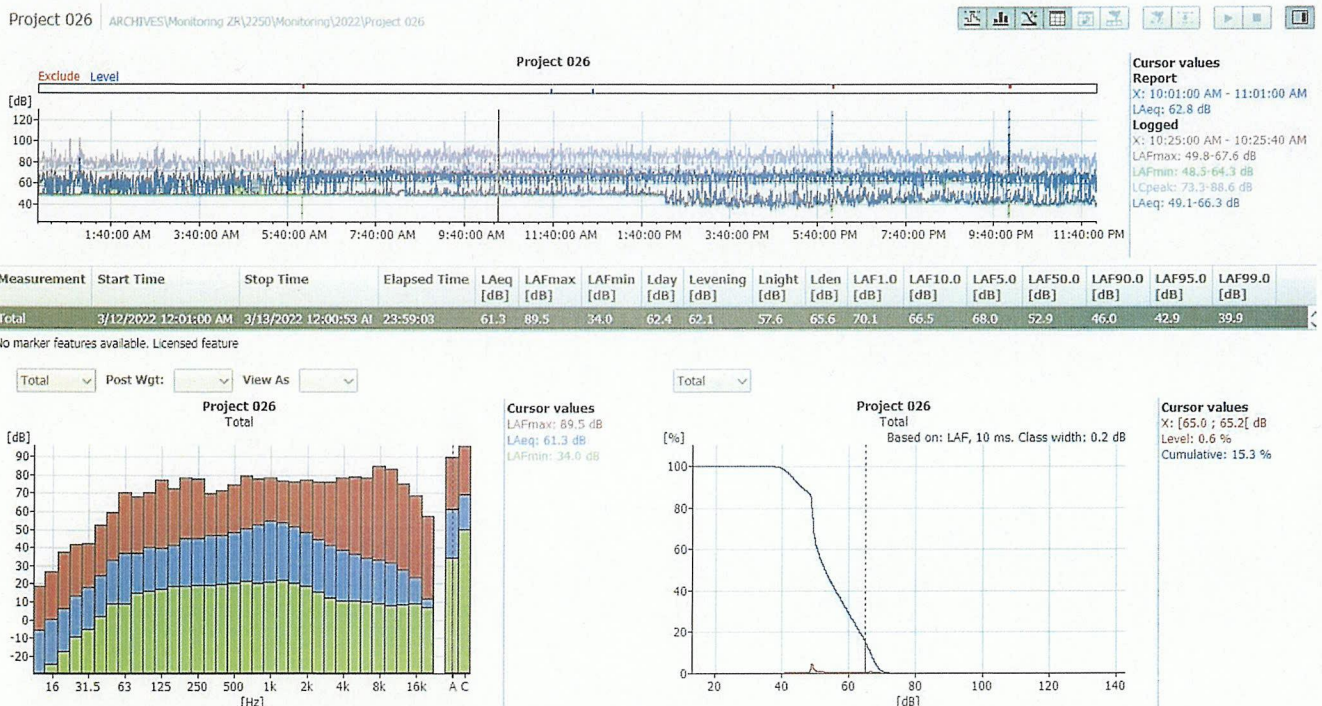 Project 026 ARCHIVES\Monitoring ZR\2250\Monitoring\2022\Project 026
Project 026
Exclude Level
[dB]
120
100
80
60
40
1:40:00 AM 3:40:00 AM 5:40:00 AM 7:40:00 AM 9:40:00 AM 11:40:00 AM 1:40:00 PM 3:40:00 PM 5:40:00 PM 7:40:00 PM 9:40:00 PM 11:40:00 PM
Cursor values
Report
X: 10:01:00 AM - 11:01:00 AM
LAeq: 62.8 dB
Logged
X: 10:25:00 AM - 10:25:40 AM
LAFmax: 49.8-67.6 dB
LAFmin: 48.5-64.3 dB
LCpeak: 73.3-88.6 dB
LAeq: 49.1-66.3 dB
Measurement Start Time Stop Time Elapsed Time LAeq [dB] LAFmax [dB] LAFmin [dB] Lday [dB] Levening [dB] Lnight [dB] Lden [dB] LAF1.0 [dB] LAF10.0 [dB] LAF5.0 [dB] LAF50.0 [dB] LAF90.0 [dB] LAF95.0 [dB] LAF99.0 [dB]
Total 3/12/2022 12:01:00 AM 3/13/2022 12:00:53 AI 23:59:03 61.3 89.5 34.0 62.4 62.1 57.6 65.6 70.1 66.5 68.0 52.9 46.0 42.9 39.9
No marker features available. Licensed feature
Total Post Wgt: View As
Project 026
Total
[dB]
90
80
70
60
50
40
30
20
10
0
-10
-20
16 31.5 63 125 250 500 1k 2k 4k 8k 16k A C
[Hz]
Cursor values
LAFmax: 89.5 dB
LAeq: 61.3 dB
LAFmin: 34.0 dB
Total
Project 026
Total
Based on: LAF, 10 ms. Class width: 0.2 dB
[%]
100
80
60
40
20
0
20 40 60 80 100 120 140
[dB]
Cursor values
X: [65.0 ; 65.2[ dB
Level: 0.6 %
Cumulative: 15.3 %